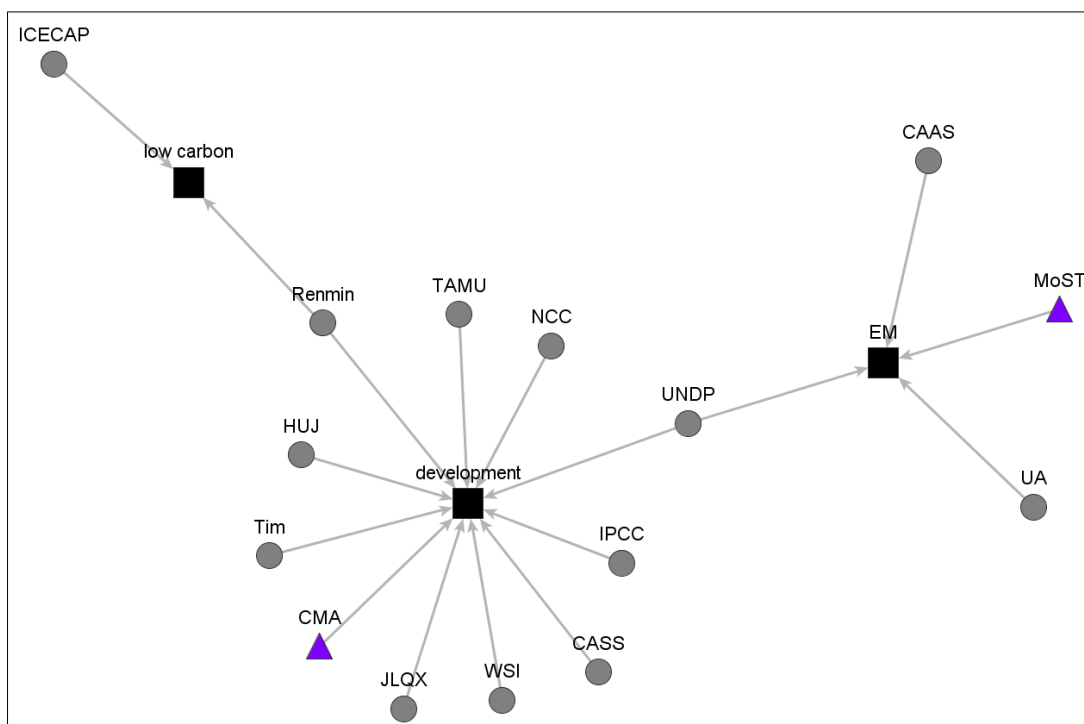 ICECAP
low carbon
CAAS
MoST
Renmin
TAMU
NCC
EM
UNDP
HUJ
development
UA
Tim
IPCC
CMA
CASS
JLQX
WSI